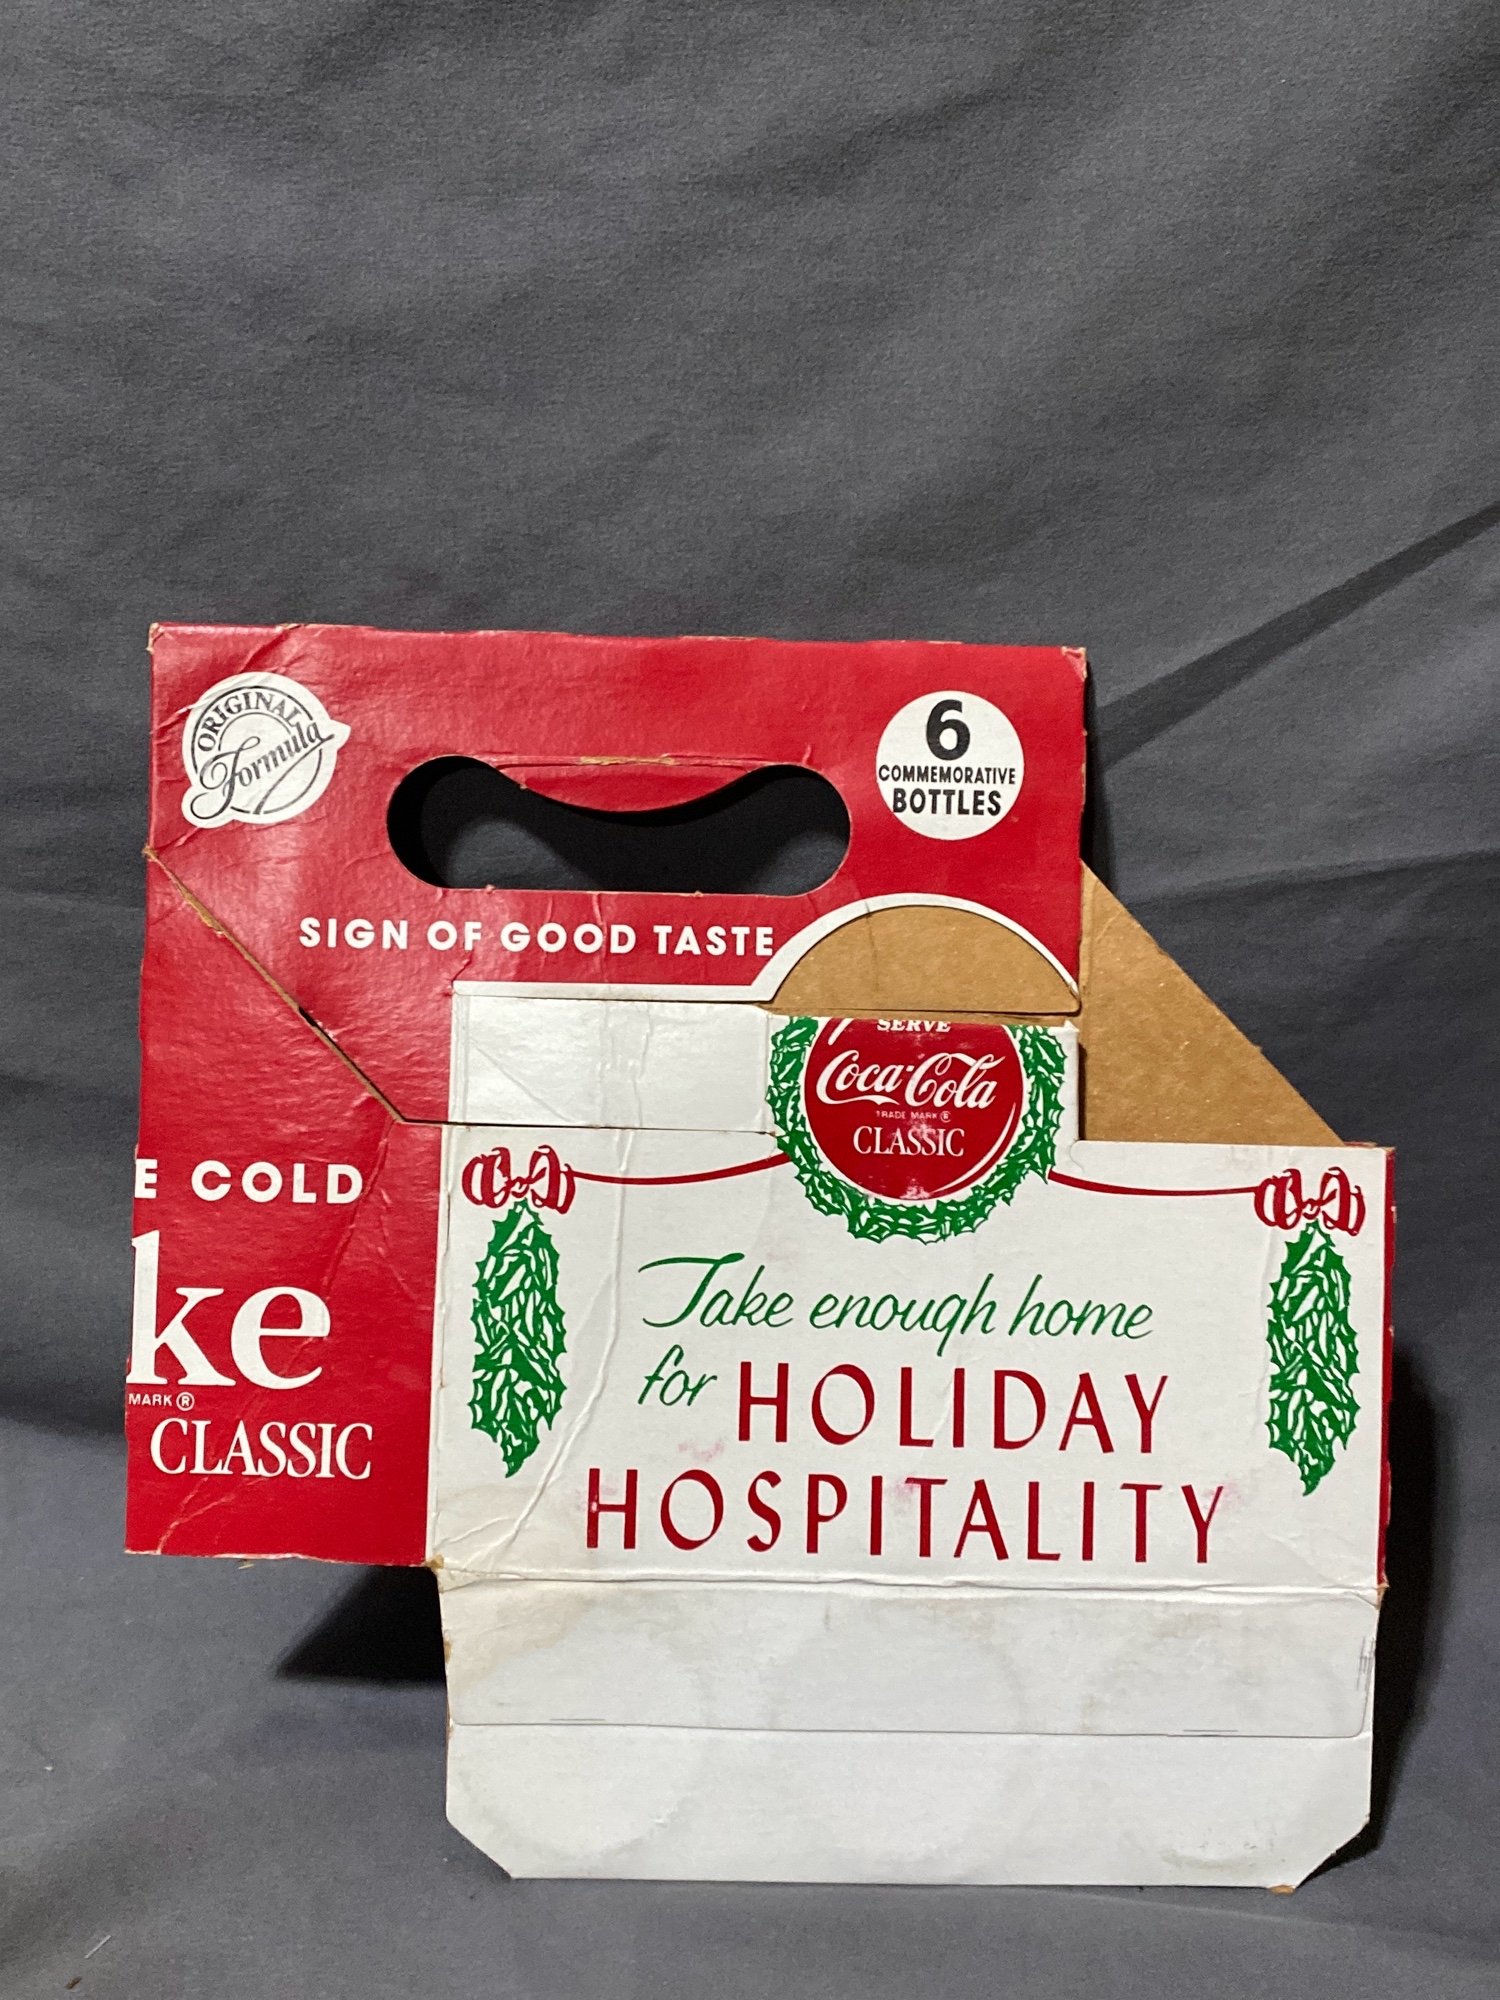 ORIGINAL
Formula
6
COMMEMORATIVE
BOTTLES
SIGN OF GOOD TASTE
SERVE
Coca-Cola
TRADE MARK ®
CLASSIC
E COLD
ke
MARK ®
CLASSIC
Take enough home
for HOLIDAY
HOSPITALITY